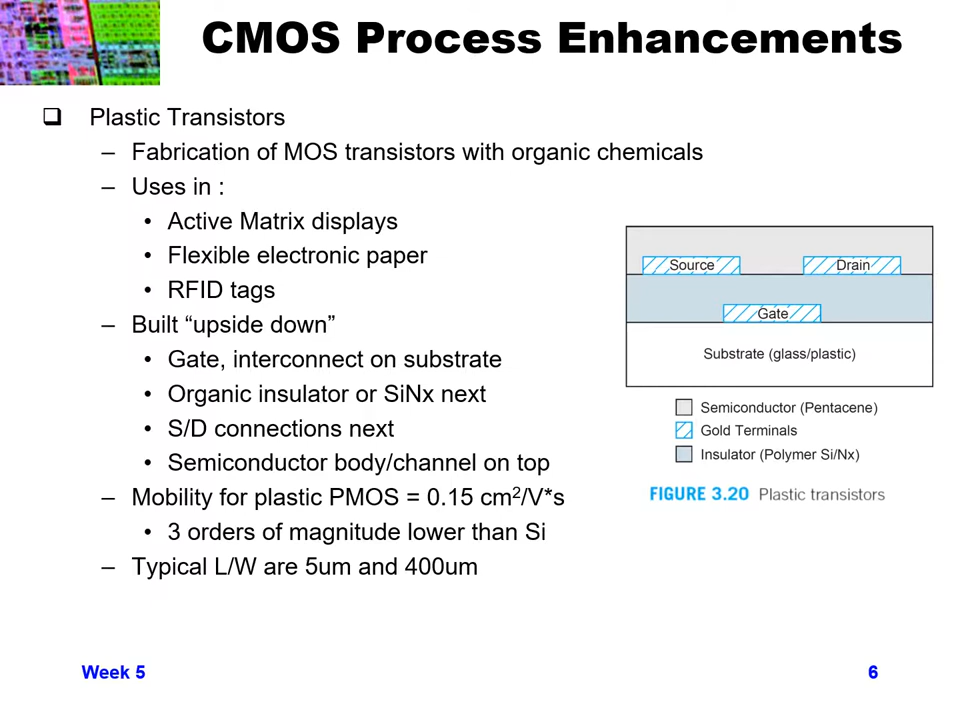 CMOS Process Enhancements
❑ Plastic Transistors
– Fabrication of MOS transistors with organic chemicals
– Uses in :
• Active Matrix displays
• Flexible electronic paper
• RFID tags
– Built “upside down”
• Gate, interconnect on substrate
• Organic insulator or SiNx next
• S/D connections next
• Semiconductor body/channel on top
– Mobility for plastic PMOS = 0.15 cm²/V*s
• 3 orders of magnitude lower than Si
– Typical L/W are 5um and 400um
Source
Drain
Gate
Substrate (glass/plastic)
Semiconductor (Pentacene)
Gold Terminals
Insulator (Polymer Si/Nx)
FIGURE 3.20 Plastic transistors
Week 5
6